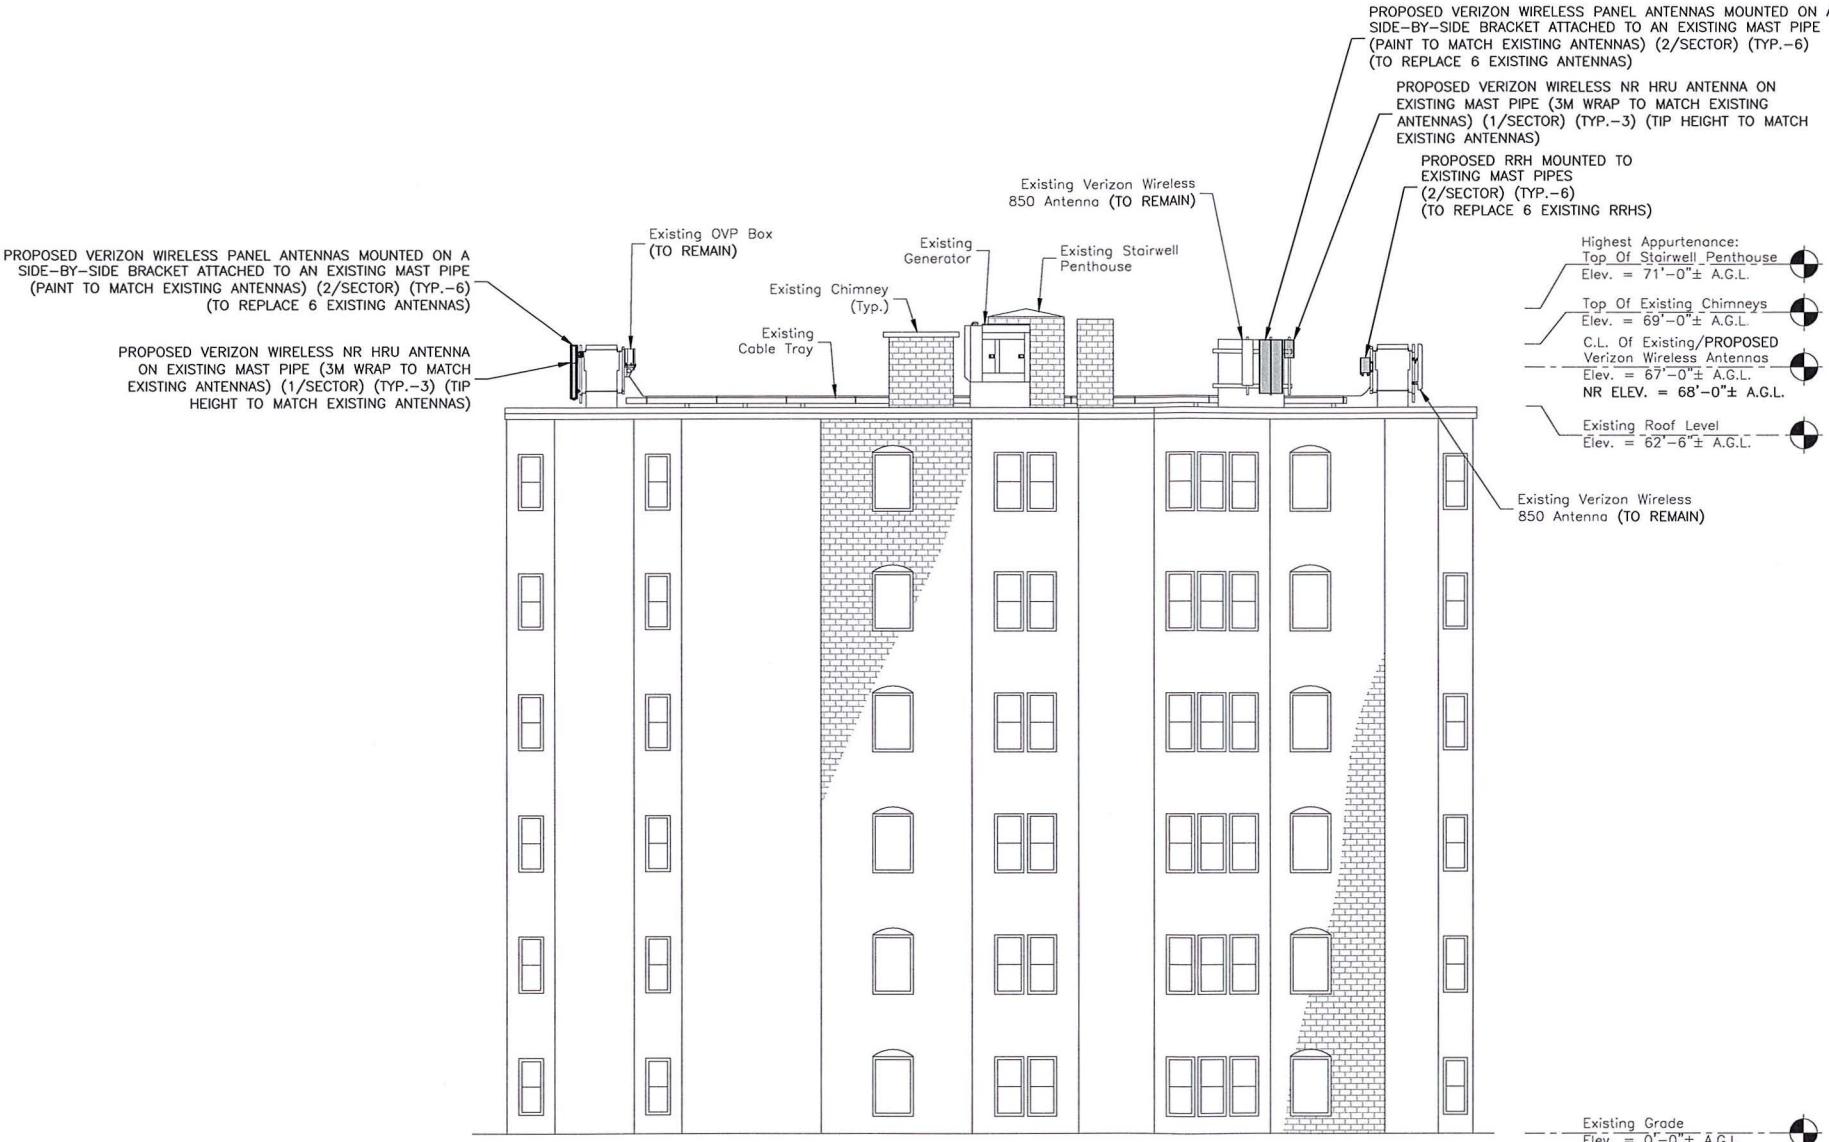 PROPOSED VERIZON WIRELESS PANEL ANTENNAS MOUNTED ON A
SIDE-BY-SIDE BRACKET ATTACHED TO AN EXISTING MAST PIPE
(PAINT TO MATCH EXISTING ANTENNAS) (2/SECTOR) (TYP.-6)
(TO REPLACE 6 EXISTING ANTENNAS)
PROPOSED VERIZON WIRELESS NR HRU ANTENNA ON
EXISTING MAST PIPE (3M WRAP TO MATCH EXISTING
ANTENNAS) (1/SECTOR) (TYP.-3) (TIP HEIGHT TO MATCH
EXISTING ANTENNAS)
PROPOSED RRH MOUNTED TO
EXISTING MAST PIPES
(2/SECTOR) (TYP.-6)
(TO REPLACE 6 EXISTING RRHS)
Existing Verizon Wireless
850 Antenna (TO REMAIN)
Existing OVP Box
(TO REMAIN)
Existing
Generator
Existing Stairwell
Penthouse
PROPOSED VERIZON WIRELESS PANEL ANTENNAS MOUNTED ON A
SIDE-BY-SIDE BRACKET ATTACHED TO AN EXISTING MAST PIPE
(PAINT TO MATCH EXISTING ANTENNAS) (2/SECTOR) (TYP.-6)
(TO REPLACE 6 EXISTING ANTENNAS)
Existing Chimney
(Typ.)
Existing
Cable Tray
PROPOSED VERIZON WIRELESS NR HRU ANTENNA
ON EXISTING MAST PIPE (3M WRAP TO MATCH
EXISTING ANTENNAS) (1/SECTOR) (TYP.-3) (TIP
HEIGHT TO MATCH EXISTING ANTENNAS)
Highest Appurtenance:
Top Of Stairwell Penthouse
Elev. = 71'-0"± A.G.L.
Top Of Existing Chimneys
Elev. = 69'-0"± A.G.L.
C.L. Of Existing/PROPOSED
Verizon Wireless Antennas
Elev. = 67'-0"± A.G.L.
NR ELEV. = 68'-0"± A.G.L.
Existing Roof Level
Elev. = 62'-6"± A.G.L.
Existing Verizon Wireless
850 Antenna (TO REMAIN)
Existing Grade
Elev. = 0'-0"± A.G.L.